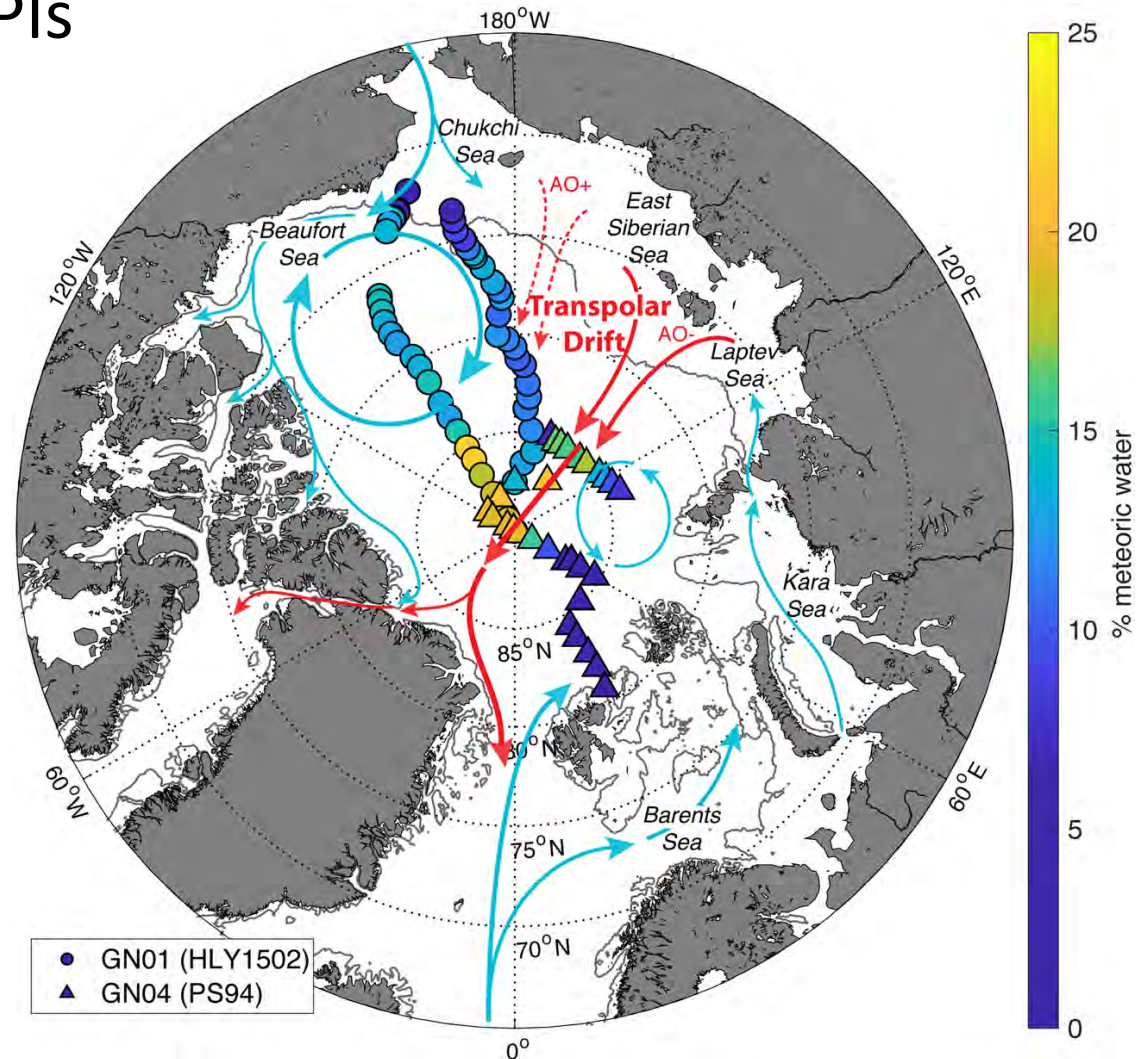 PIs
180°W
25
Chukchi
Sea
AO+
East
Siberian
Sea
20
Beaufort
Sea
120°W
120°E
Transpolar
Drift
AO-
Laptev
Sea
15
10
% meteoric water
Kara
Sea
85°N
80°N
60°W
60°E
5
Barents
Sea
75°N
70°N
GN01 (HLY1502)
GN04 (PS94)
0
0°